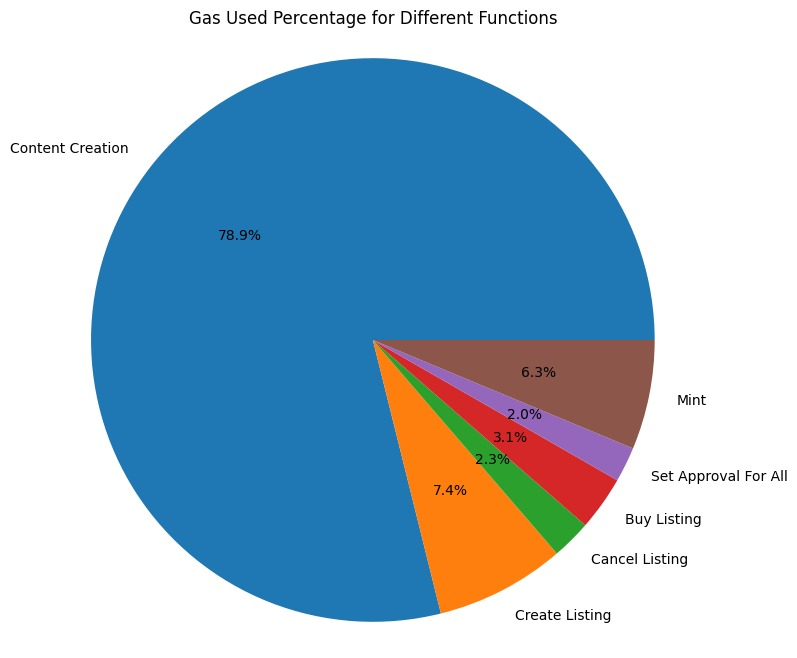 Gas Used Percentage for Different Functions
Content Creation
78.9%
6.3%
Mint
2.0%
Set Approval For All
3.1%
Buy Listing
2.3%
Cancel Listing
7.4%
Create Listing